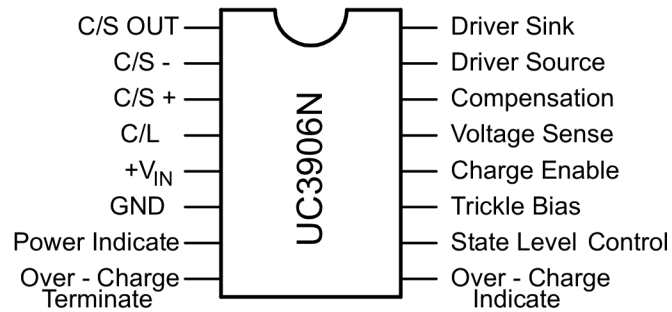 C/S OUT
Driver Sink
C/S -
Driver Source
C/S +
Compensation
C/L
Voltage Sense
+VIN
Charge Enable
GND
Trickle Bias
Power Indicate
State Level Control
Over - Charge
Terminate
Over - Charge
Indicate
UC3906N